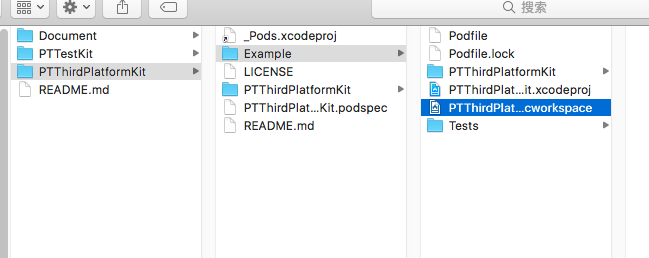 搜索
Document
PTTestKit
PTThirdPlatformKit
README.md
_Pods.xcodeproj
Example
LICENSE
PTThirdPlatformKit
PTThirdPlat...Kit.podspec
README.md
Podfile
Podfile.lock
PTThirdPlatformKit
PTThirdPlat...it.xcodeproj
PTThirdPlat...cworkspace
Tests